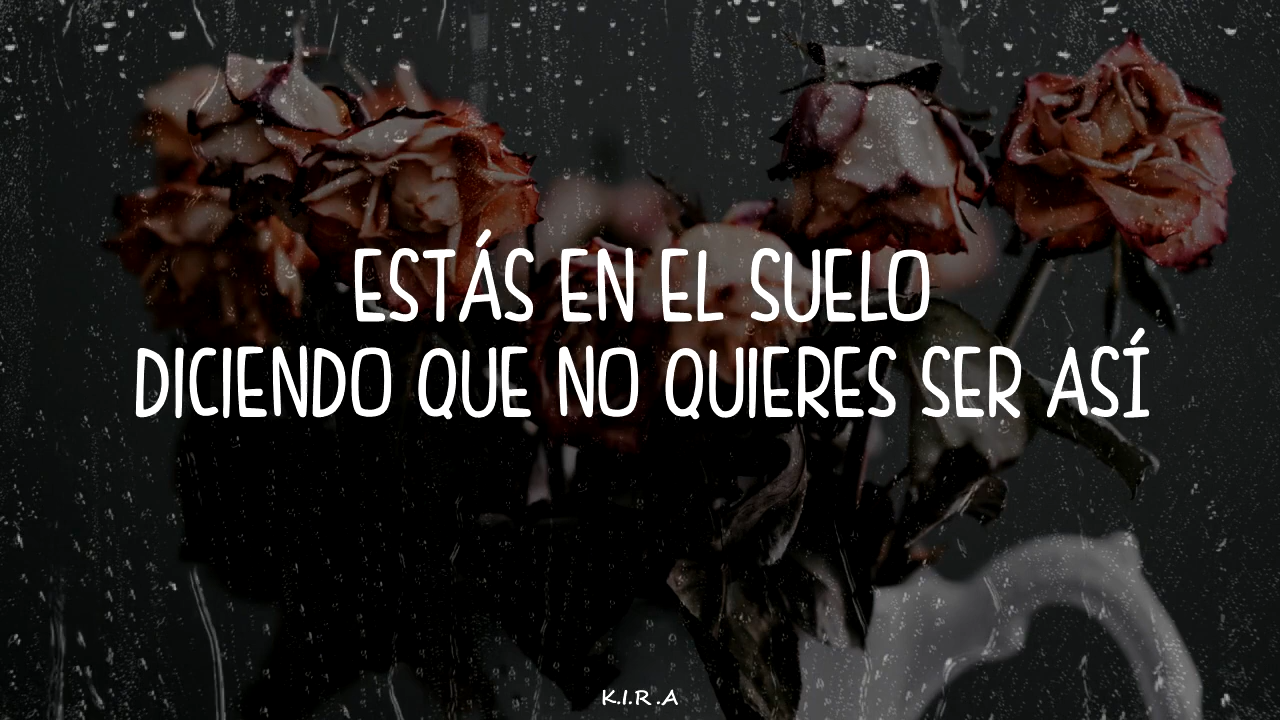 ESTÁS EN EL SUELO
DICIENDO QUE NO QUIERES SER ASÍ
K.I.R.A